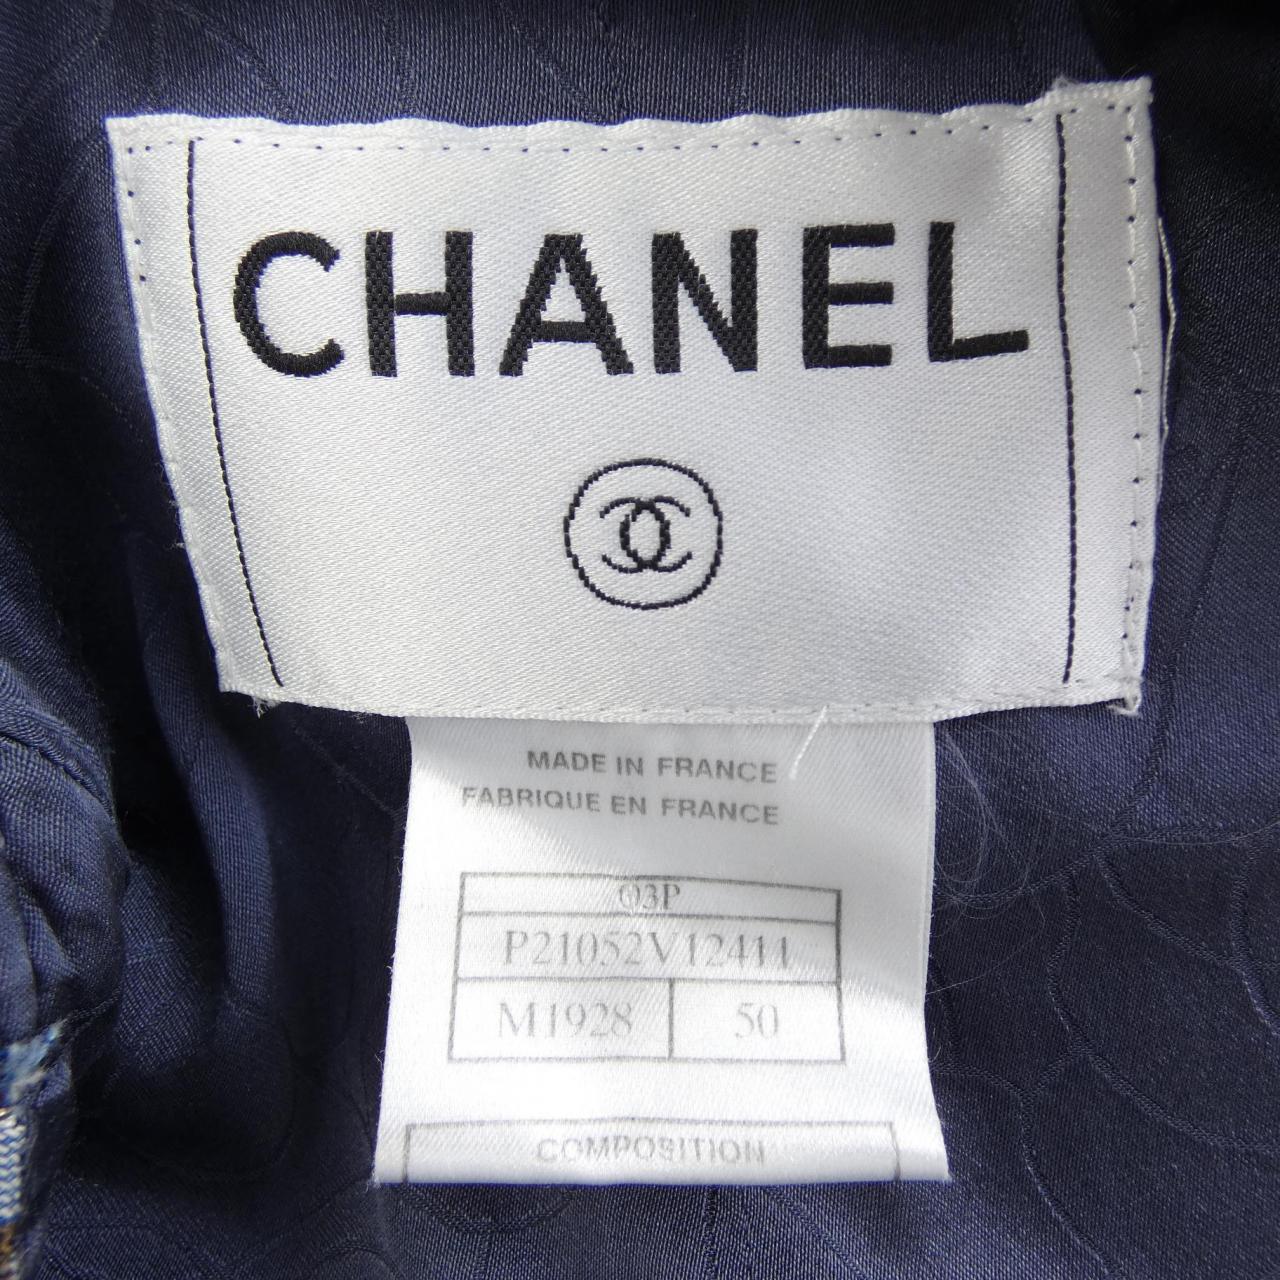 CHANEL
MADE IN FRANCE
FABRIQUE EN FRANCE
03P
P21052V12411
M1928 50
COMPOSITION